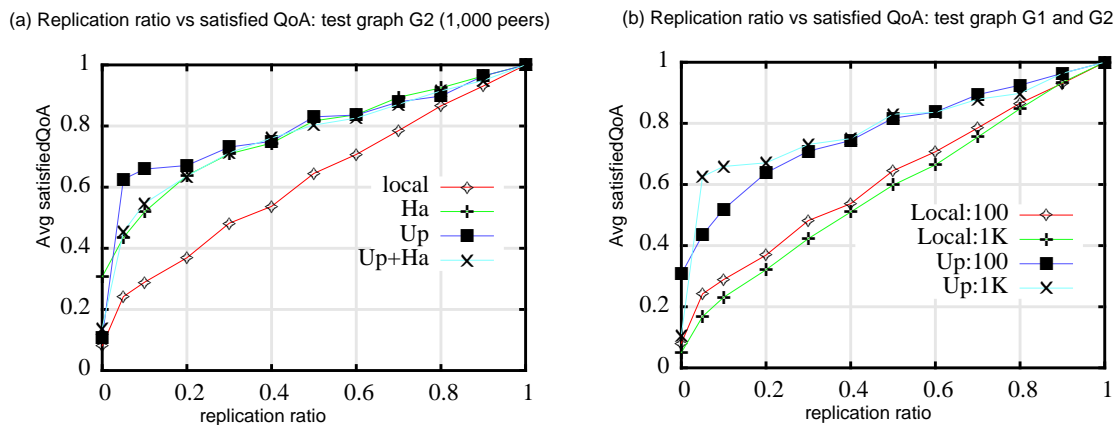 (a) Replication ratio vs satisfied QoA: test graph G2 (1,000 peers)
Avg satisfiedQoA
1
0.8
0.6
0.4
0.2
0
0
0.2
0.4
0.6
0.8
1
replication ratio
local
Ha
Up
Up+Ha
(b) Replication ratio vs satisfied QoA: test graph G1 and G2
Avg satisfiedQoA
1
0.8
0.6
0.4
0.2
0
0
0.2
0.4
0.6
0.8
1
replication ratio
Local:100
Local:1K
Up:100
Up:1K